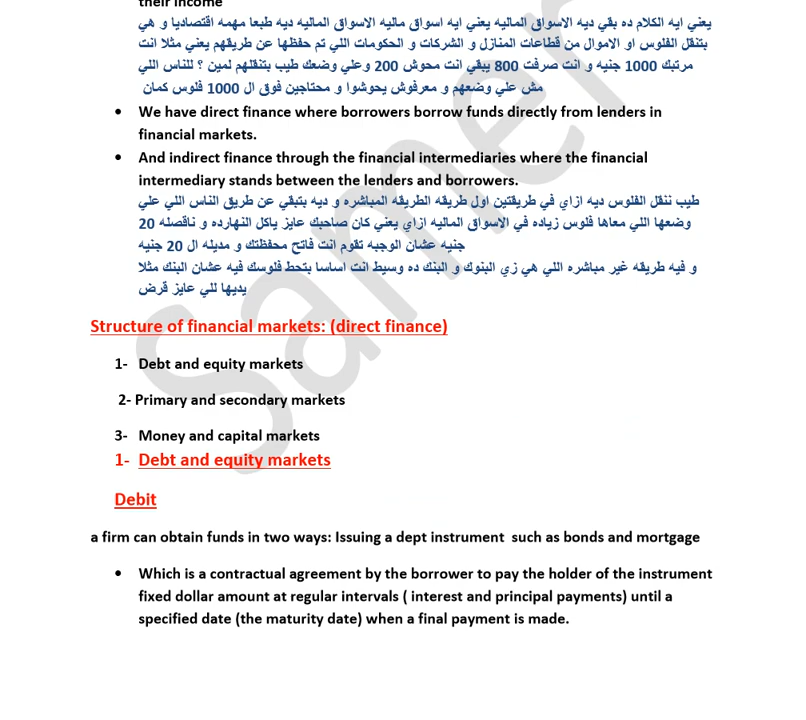 their income
يعني ايه الكلام ده بقي ديه الاسواق الماليه يعني ايه اسواق ماليه الاسواق الماليه ديه طبعا مهمه اقتصاديا و هي
بتنقل الفلوس او الاموال من قطاعات المنازل و الشركات و الحكومات اللي تم حفظها عن طريقهم يعني مثلا انت
مرتبك 1000 جنيه و انت صرفت 800 يبقي انت محوش 200 وعلي وضعك طيب بتنقلهم لمين ؟ للناس اللي
مش علي وضعهم و معرفوش يحوشوا و محتاجين فوق ال 1000 فلوس كمان
• We have direct finance where borrowers borrow funds directly from lenders in
financial markets.
• And indirect finance through the financial intermediaries where the financial
intermediary stands between the lenders and borrowers.
طيب ننقل الفلوس ديه ازاي في طريقتين اول طريقه الطريقه المباشره و ديه بتبقي عن طريق الناس اللي علي
وضعها اللي معاها فلوس زياده في الاسواق الماليه ازاي يعني كان صاحبك عايز ياكل النهارده و ناقصله 20
جنيه عشان الوجبه تقوم انت فاتح محفظتك و مديله ال 20 جنيه
و فيه طريقه غير مباشره اللي هي زي البنوك و البنك ده وسيط انت اساسا بتحط فلوسك فيه عشان البنك مثلا
يديها للي عايز قرض
Structure of financial markets: (direct finance)
1- Debt and equity markets
2- Primary and secondary markets
3- Money and capital markets
1- Debt and equity markets
Debit
a firm can obtain funds in two ways: Issuing a dept instrument such as bonds and mortgage
• Which is a contractual agreement by the borrower to pay the holder of the instrument
fixed dollar amount at regular intervals ( interest and principal payments) until a
specified date (the maturity date) when a final payment is made.
Samer